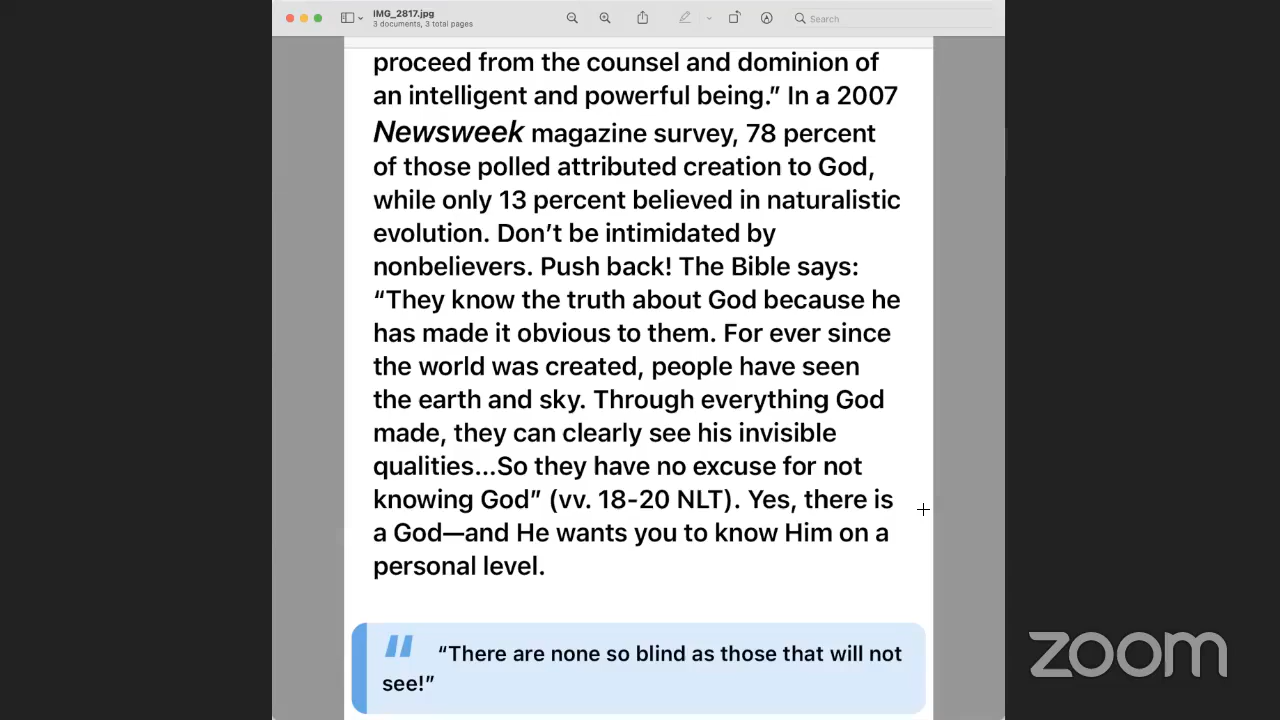 IMG_2817.jpg
3 documents, 3 total pages
Search
proceed from the counsel and dominion of
an intelligent and powerful being.” In a 2007
Newsweek magazine survey, 78 percent
of those polled attributed creation to God,
while only 13 percent believed in naturalistic
evolution. Don’t be intimidated by
nonbelievers. Push back! The Bible says:
“They know the truth about God because he
has made it obvious to them. For ever since
the world was created, people have seen
the earth and sky. Through everything God
made, they can clearly see his invisible
qualities...So they have no excuse for not
knowing God” (vv. 18-20 NLT). Yes, there is
a God—and He wants you to know Him on a
personal level.
“There are none so blind as those that will not
see!”
zoom